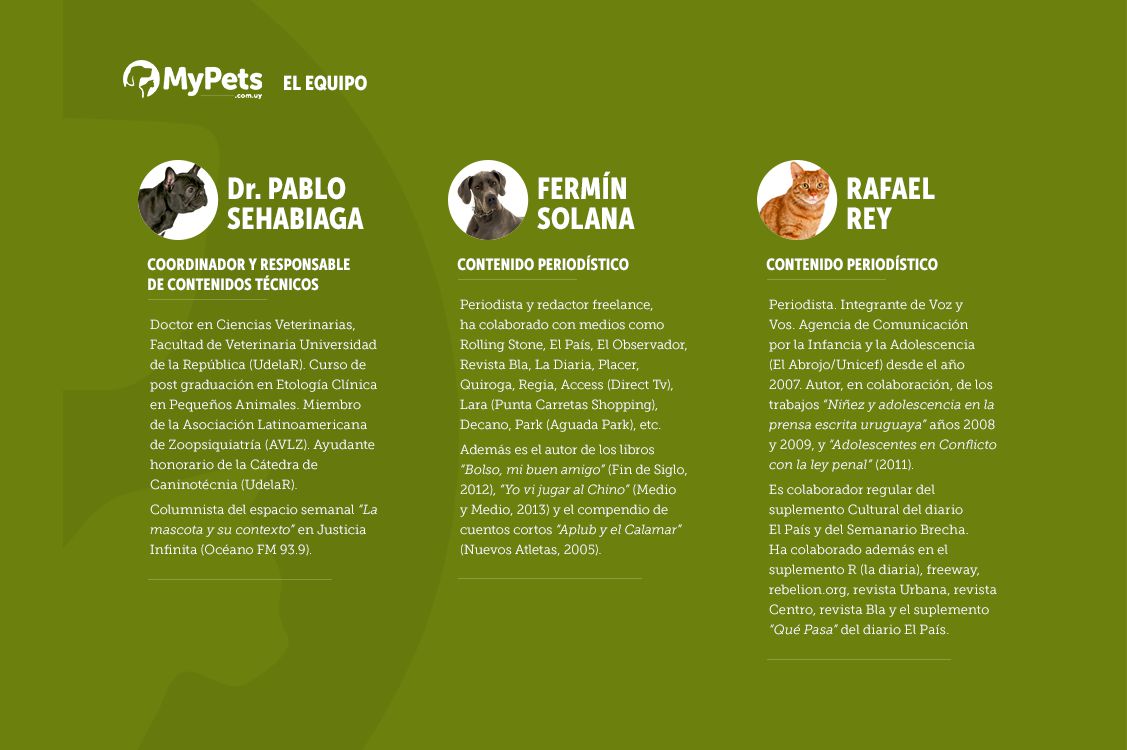 MyPets
.com.uy
EL EQUIPO
Dr. PABLO
SEHABIAGA
COORDINADOR Y RESPONSABLE
DE CONTENIDOS TÉCNICOS
Doctor en Ciencias Veterinarias,
Facultad de Veterinaria Universidad
de la República (UdelaR). Curso de
post graduación en Etología Clínica
en Pequeños Animales. Miembro
de la Asociación Latinoamericana
de Zoopsiquiatría (AVLZ). Ayudante
honorario de la Cátedra de
Caninotécnia (UdelaR).
Columnista del espacio semanal “La
mascota y su contexto” en Justicia
Infinita (Océano FM 93.9).
FERMÍN
SOLANA
CONTENIDO PERIODÍSTICO
Periodista y redactor freelance,
ha colaborado con medios como
Rolling Stone, El País, El Observador,
Revista Bla, La Diaria, Placer,
Quiroga, Regia, Access (Direct Tv),
Lara (Punta Carretas Shopping),
Decano, Park (Aguada Park), etc.
Además es el autor de los libros
“Bolso, mi buen amigo” (Fin de Siglo,
2012), “Yo vi jugar al Chino” (Medio
y Medio, 2013) y el compendio de
cuentos cortos “Aplub y el Calamar”
(Nuevos Atletas, 2005).
RAFAEL
REY
CONTENIDO PERIODÍSTICO
Periodista. Integrante de Voz y
Vos. Agencia de Comunicación
por la Infancia y la Adolescencia
(El Abrojo/Unicef) desde el año
2007. Autor, en colaboración, de los
trabajos “Niñez y adolescencia en la
prensa escrita uruguaya” años 2008
y 2009, y “Adolescentes en Conflicto
con la ley penal” (2011).
Es colaborador regular del
suplemento Cultural del diario
El País y del Semanario Brecha.
Ha colaborado además en el
suplemento R (la diaria), freeway,
rebelion.org, revista Urbana, revista
Centro, revista Bla y el suplemento
“Qué Pasa” del diario El País.